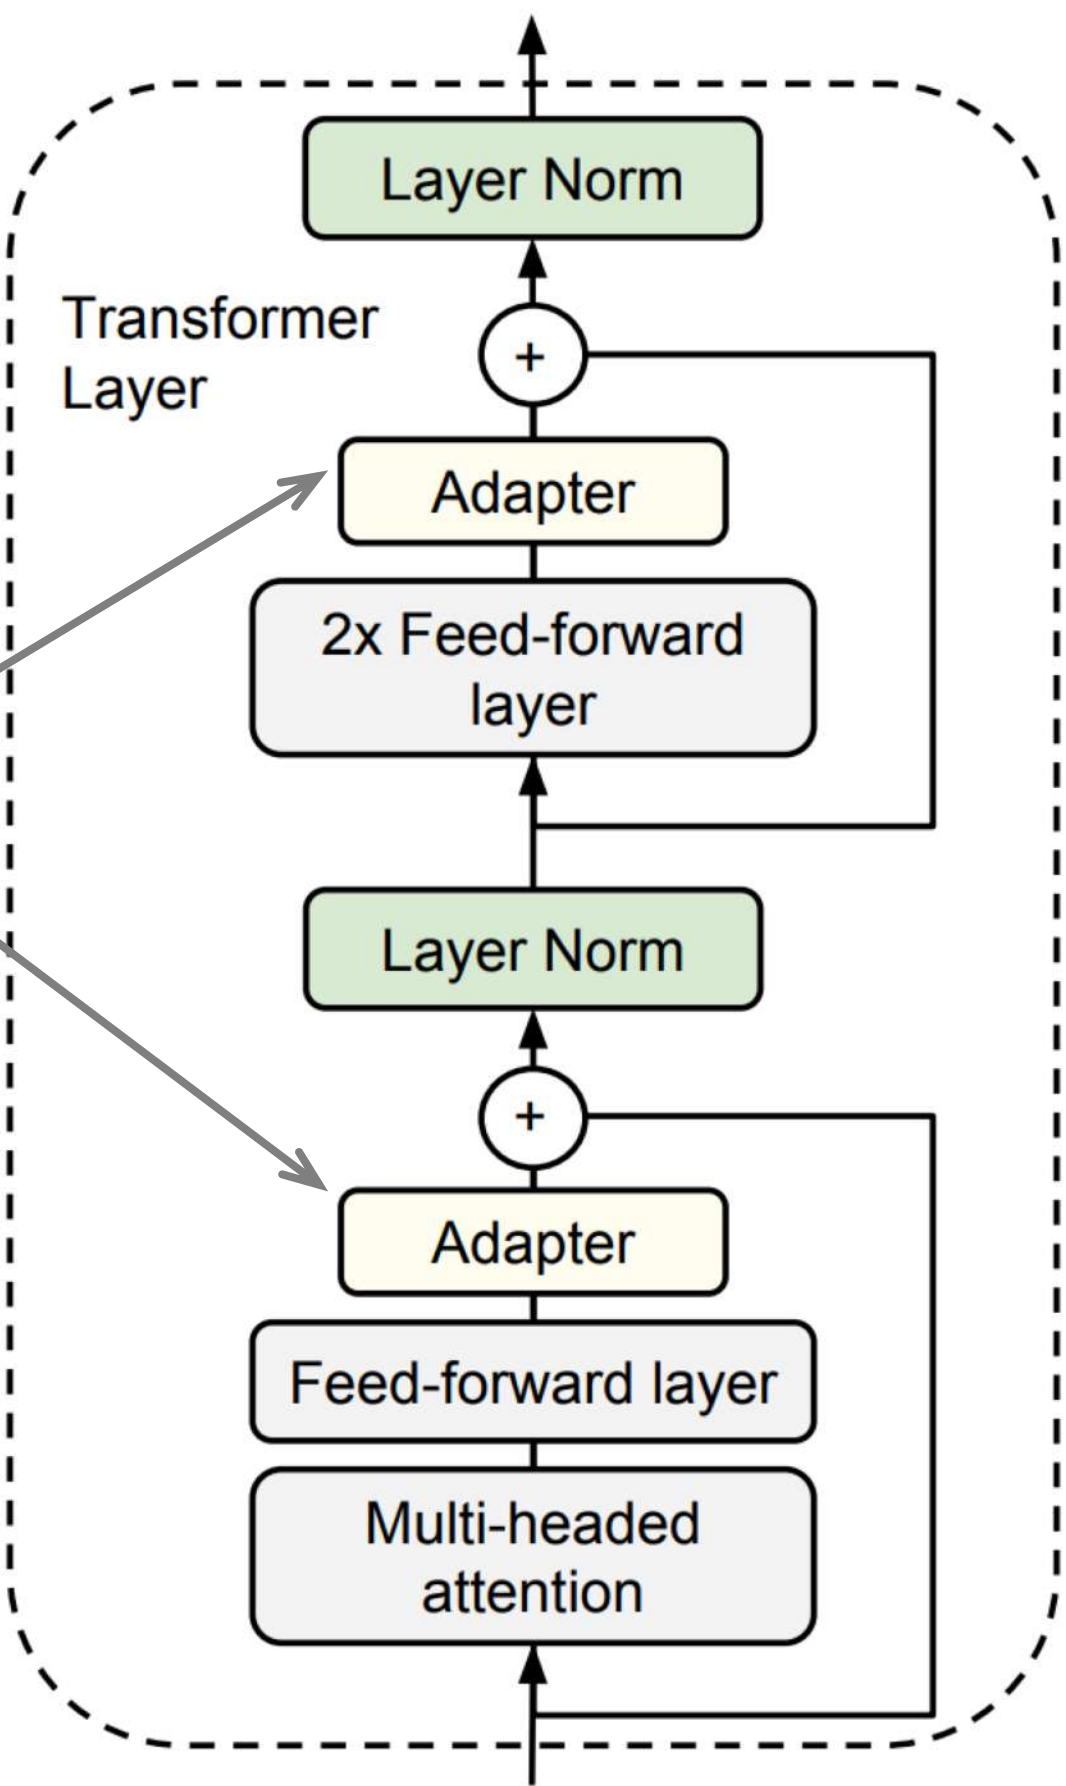 Layer Norm
Transformer
Layer
+
Adapter
2x Feed-forward
layer
Layer Norm
+
Adapter
Feed-forward layer
Multi-headed
attention